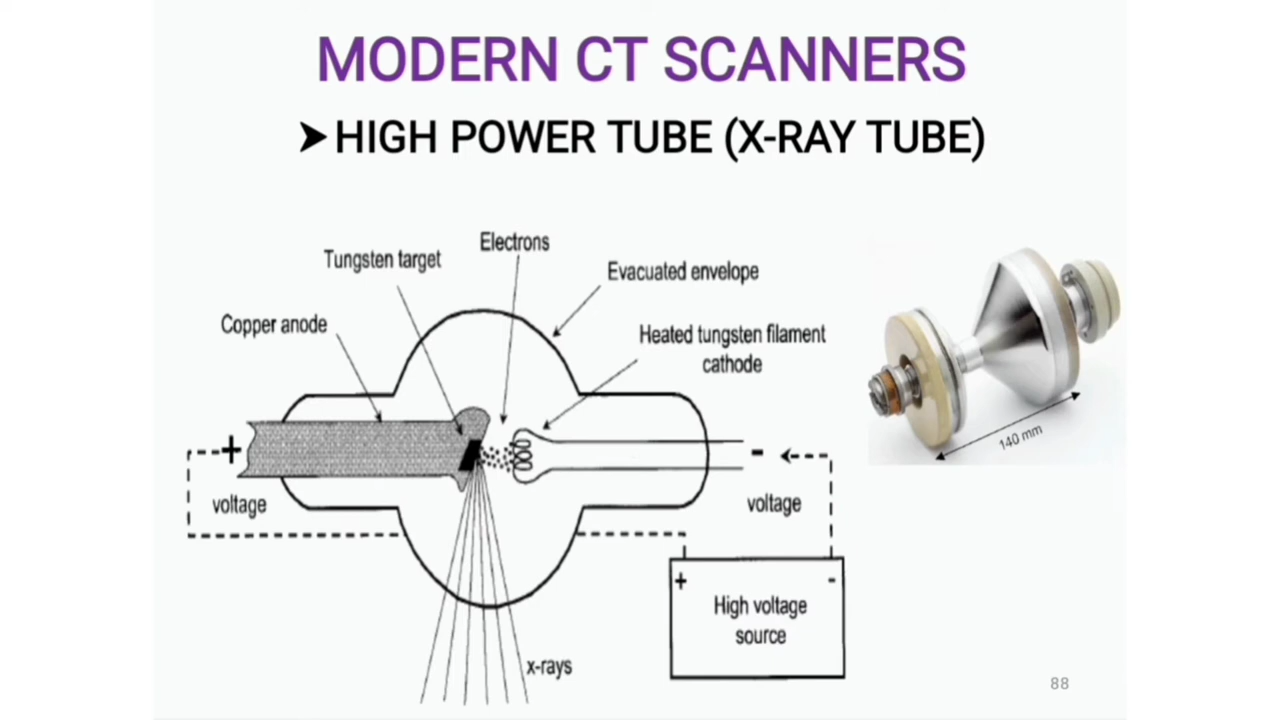 MODERN CT SCANNERS
➤HIGH POWER TUBE (X-RAY TUBE)
Electrons
Tungsten target
Evacuated envelope
Copper anode
Heated tungsten filament
cathode
140 mm
+
-
voltage
voltage
+
-
High voltage
source
x-rays
88